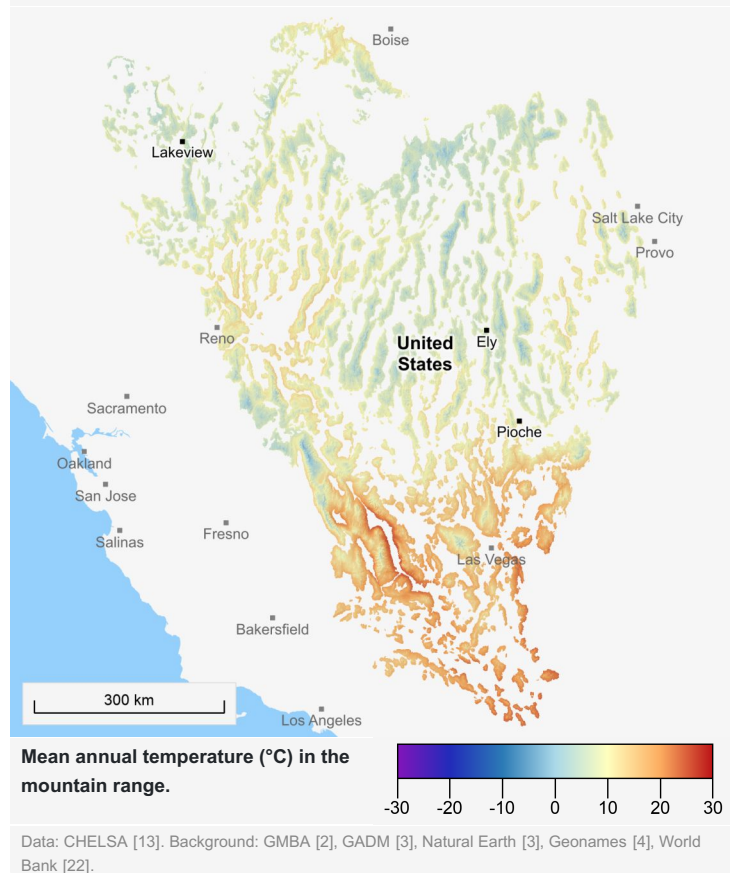 Boise
Lakeview
Salt Lake City
Provo
Reno
United
States
Ely
Sacramento
Pioche
Oakland
San Jose
Fresno
Salinas
Las Vegas
Bakersfield
300 km
Los Angeles
Mean annual temperature (°C) in the
mountain range.
-30 -20 -10 0 10 20 30
Data: CHELSA [13]. Background: GMBA [2], GADM [3], Natural Earth [3], Geonames [4], World
Bank [22].